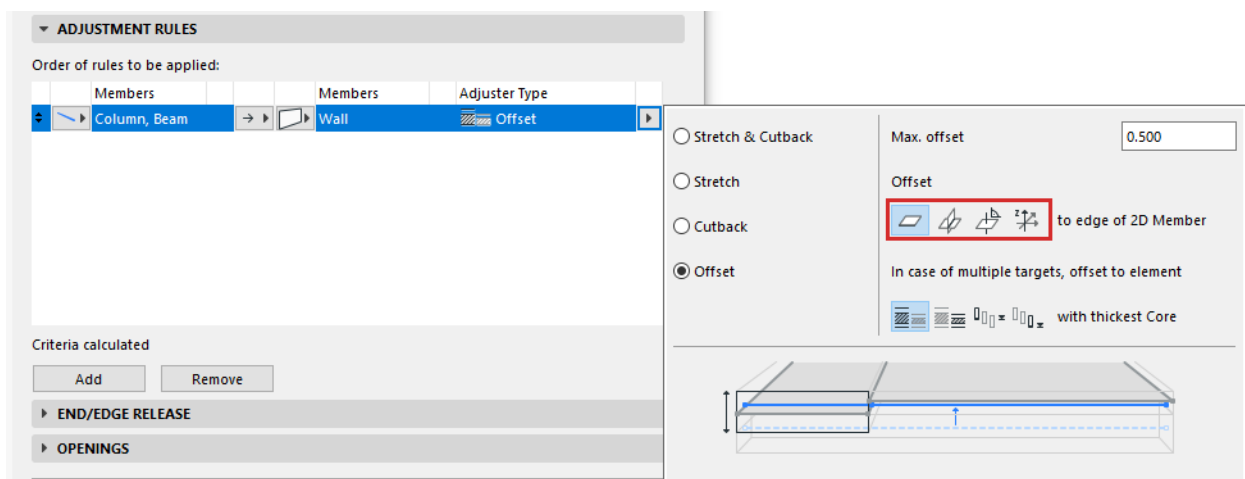 ADJUSTMENT RULES
Order of rules to be applied:
Members Members Adjuster Type
Column, Beam Wall Offset
Criteria calculated
Add Remove
END/EDGE RELEASE
OPENINGS
Stretch & Cutback
Stretch
Cutback
Offset
Max. offset 0.500
Offset
z to edge of 2D Member
In case of multiple targets, offset to element
with thickest Core